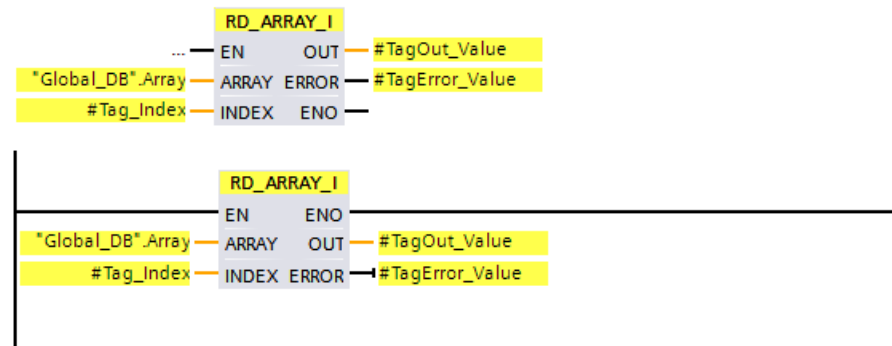 RD_ARRAY_I
... EN OUT #TagOut_Value
"Global_DB".Array ARRAY ERROR #TagError_Value
#Tag_Index INDEX ENO
RD_ARRAY_I
EN ENO
"Global_DB".Array ARRAY OUT #TagOut_Value
#Tag_Index INDEX ERROR #TagError_Value